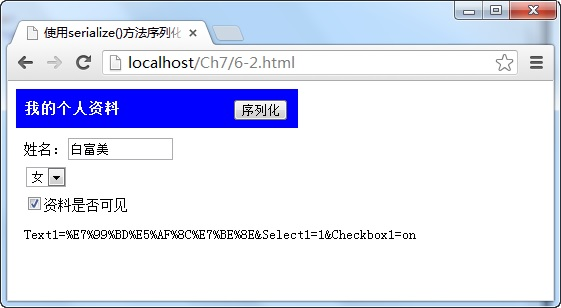 使用serialize()方法序列化
localhost/Ch7/6-2.html
我的个人资料 序列化
姓名：白富美
女
资料是否可见
Text1=%E7%99%BD%E5%AF%8C%E7%BE%8E&Select1=1&Checkbox1=on